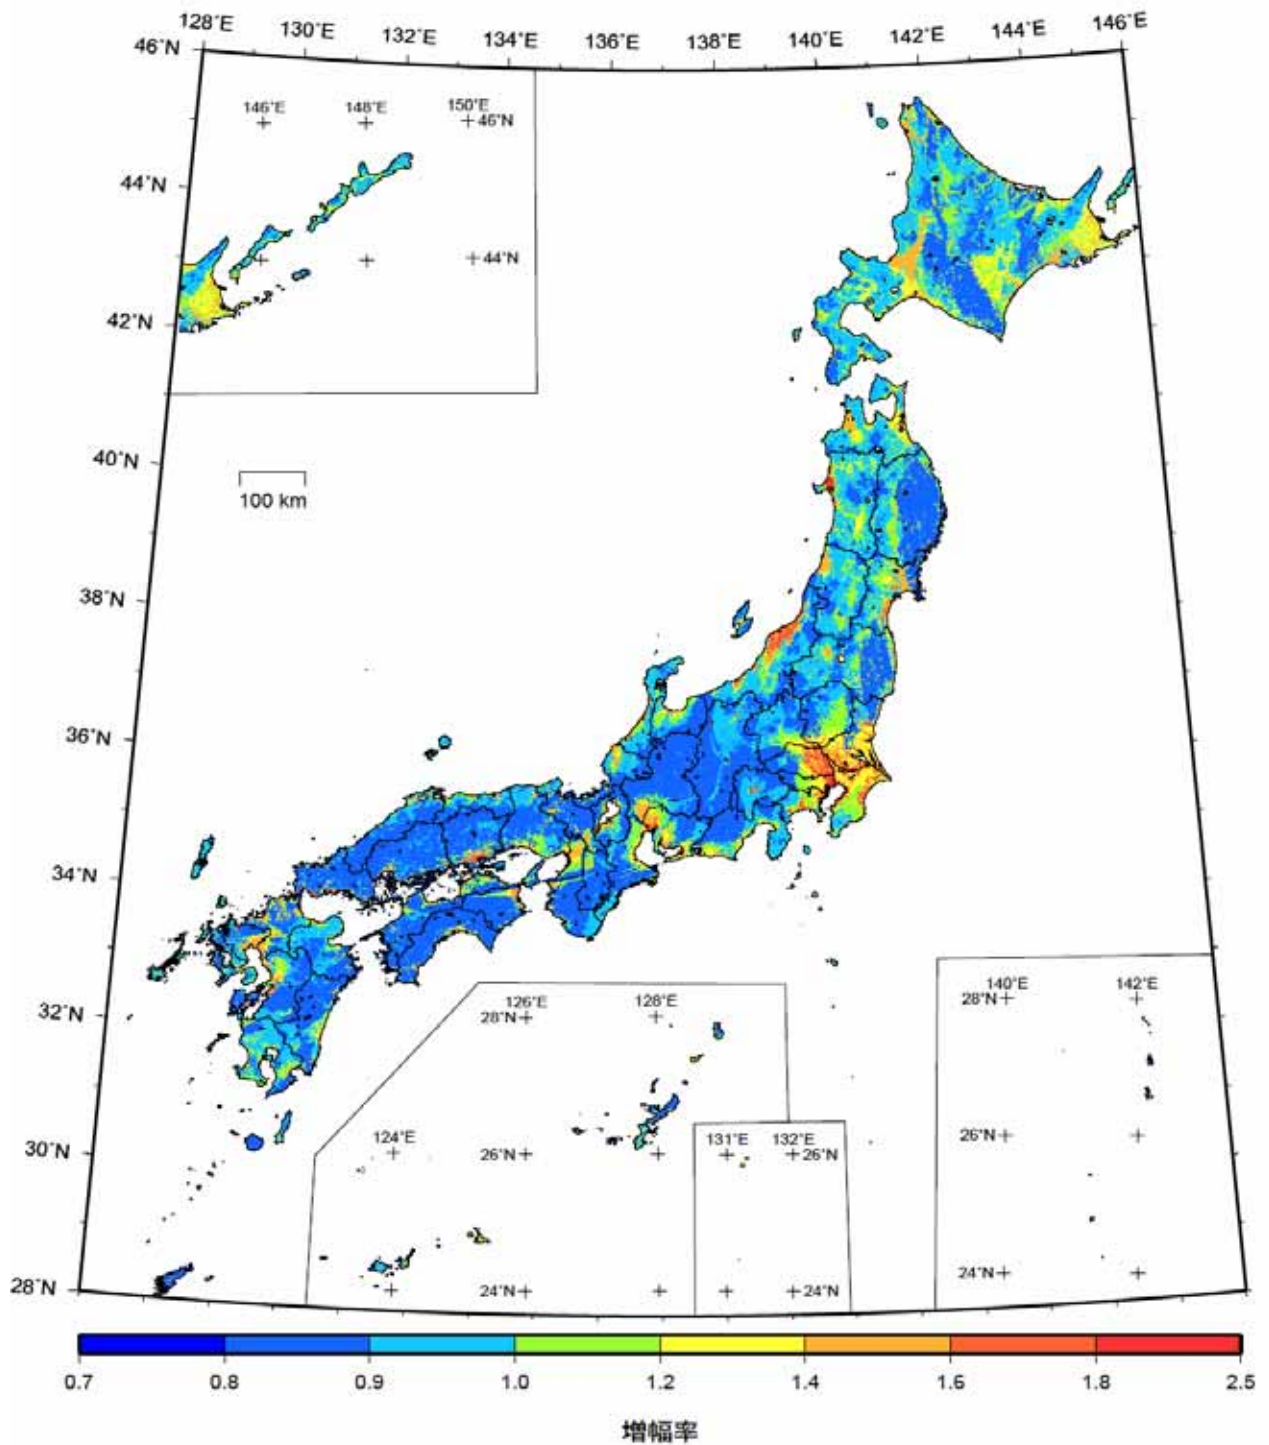 128°E 130°E 132°E 134°E 136°E 138°E 140°E 142°E 144°E 146°E
46°N
146°E 148°E 150°E
46°N
44°N
44°N
42°N
40°N
100 km
38°N
36°N
34°N
32°N
126°E 128°E
28°N
140°E 142°E
28°N
30°N
124°E
26°N
131°E 132°E
26°N
26°N
28°N
24°N
24°N
24°N
0.7 0.8 0.9 1.0 1.2 1.4 1.6 1.8 2.5
増幅率